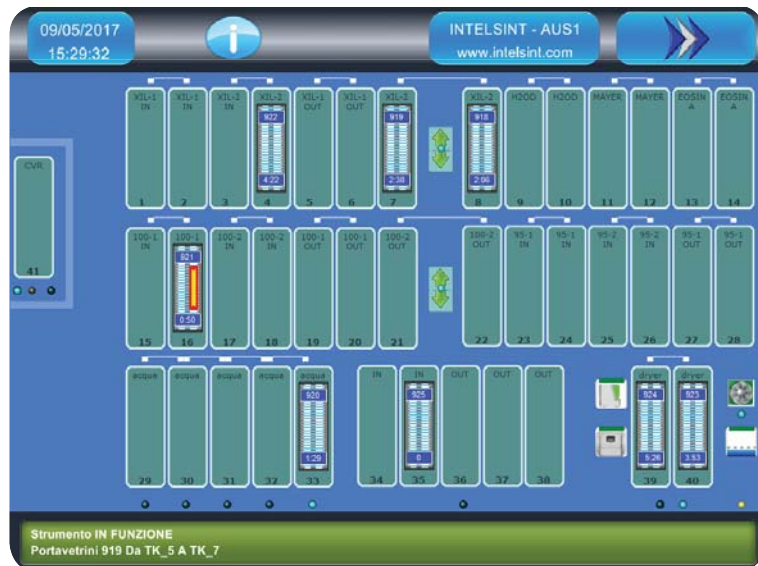 09/05/2017
15:29:32
i
INTELSINT - AUS1
www.intelsint.com
XIL-1 XIL-1 XIL-2 XIL-1 XIL-1 XIL-2 XIL-2 H2OD H2OD MAYER MAYER EOSIN EOSIN
IN IN IN OUT OUT A A
922 919 918
4:22 2:38 2:06
1 2 3 4 5 6 7 8 9 10 11 12 13 14
CVR
41
100-1 100-1 100-2 100-2 100-1 100-1 100-2 100-2 95-1 95-1 95-2 95-2 95-1 95-1
IN IN IN OUT OUT OUT OUT IN IN IN IN OUT OUT
921
0:50
15 16 17 18 19 20 21 22 23 24 25 26 27 28
acqua acqua acqua acqua acqua IN IN OUT OUT OUT dryer dryer
920 925 924 923
1:29 0 5:26 3:53
29 30 31 32 33 34 35 36 37 38 39 40
Strumento IN FUNZIONE
Portavetrini 919 Da TK_5 A TK_7